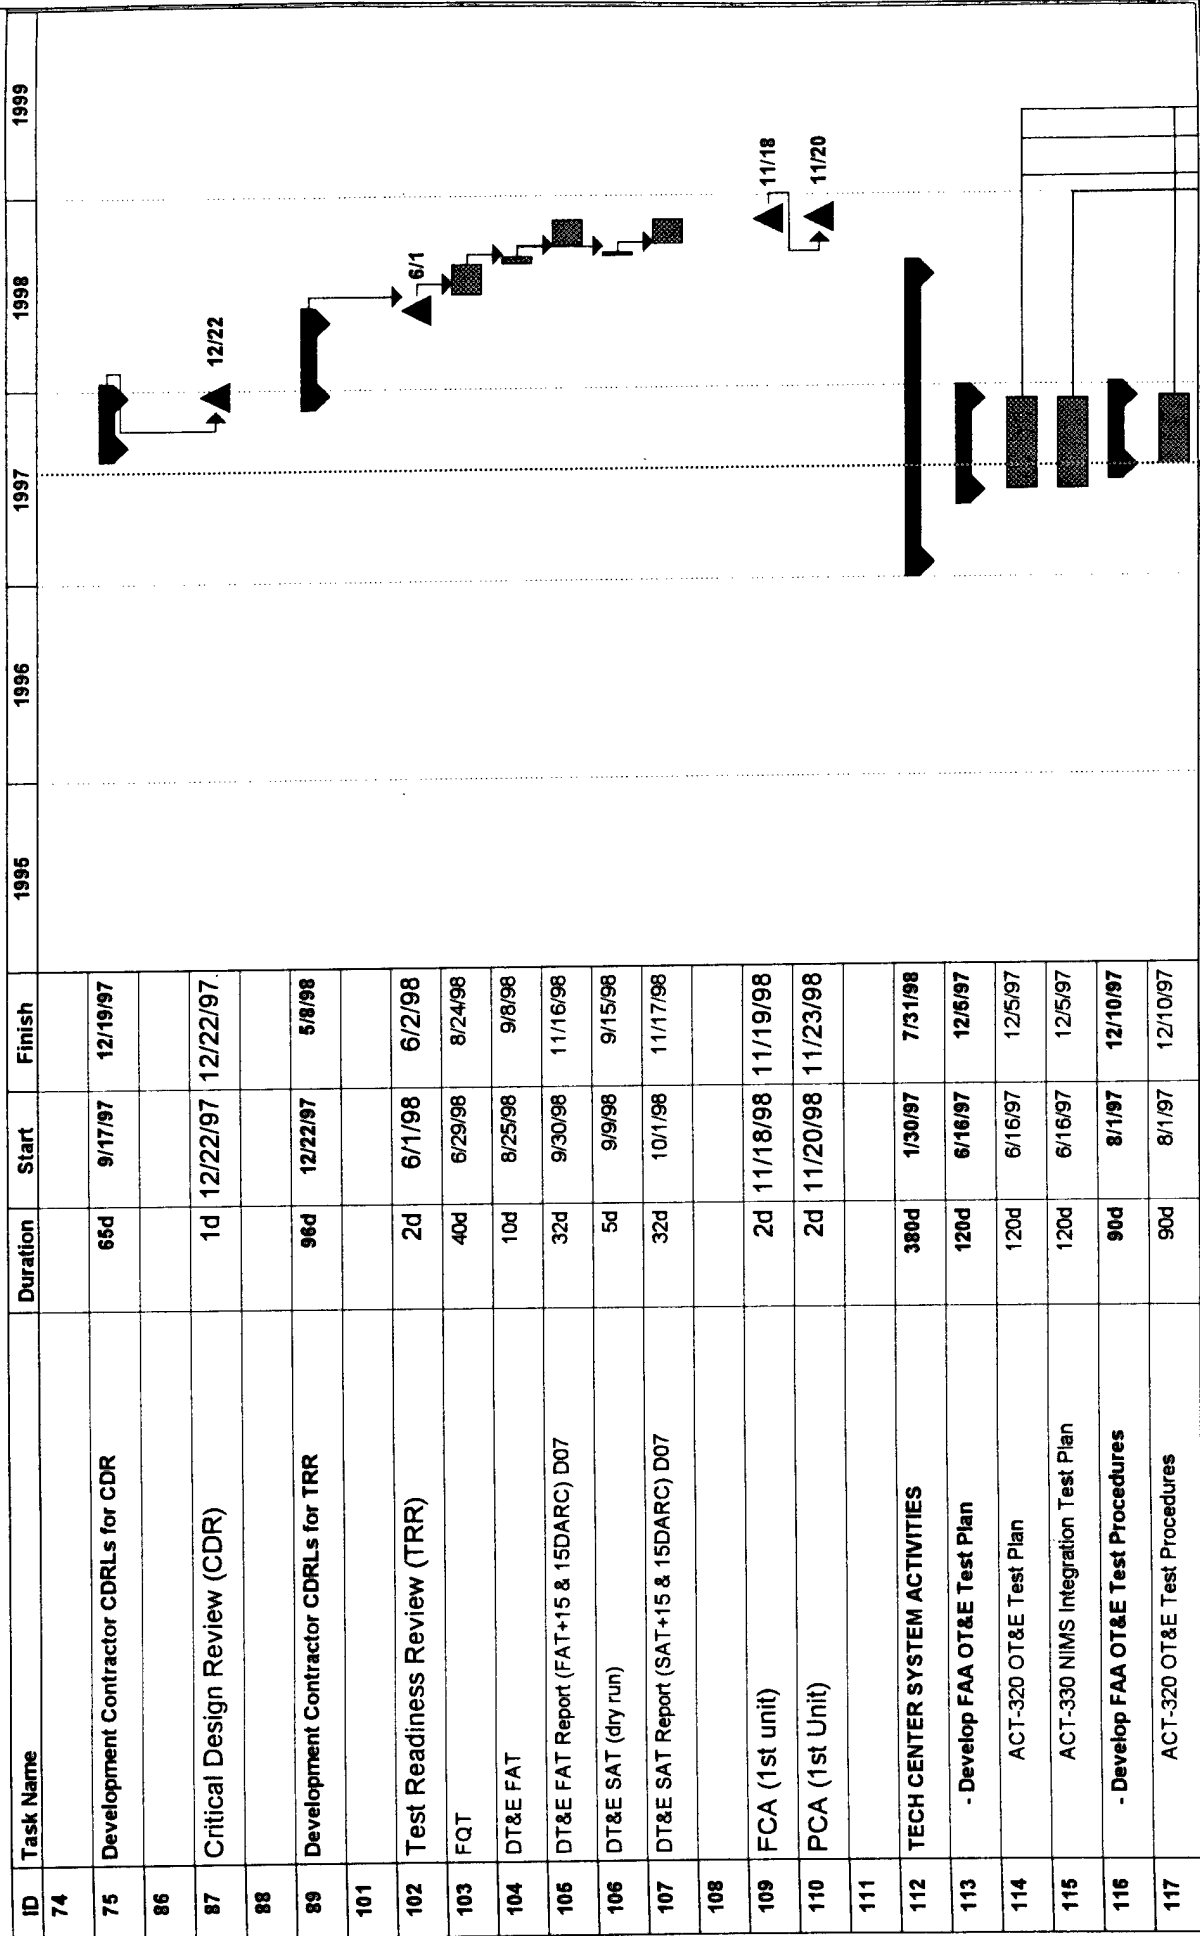 ID Task Name Duration Start Finish 1995 1996 1997 1998 1999
74
75 Development Contractor CDRLs for CDR 65d 9/17/97 12/19/97
86
87 Critical Design Review (CDR) 1d 12/22/97 12/22/97 12/22
88
89 Development Contractor CDRLs for TRR 96d 12/22/97 5/8/98
101
102 Test Readiness Review (TRR) 2d 6/1/98 6/2/98 6/1
103 FQT 40d 6/29/98 8/24/98
104 DT&E FAT 10d 8/25/98 9/8/98
105 DT&E FAT Report (FAT+15 & 15DARC) D07 32d 9/30/98 11/16/98
106 DT&E SAT (dry run) 5d 9/9/98 9/15/98
107 DT&E SAT Report (SAT+15 & 15DARC) D07 32d 10/1/98 11/17/98
108
109 FCA (1st unit) 2d 11/18/98 11/19/98 11/18
110 PCA (1st Unit) 2d 11/20/98 11/23/98 11/20
111
112 TECH CENTER SYSTEM ACTIVITIES 380d 1/30/97 7/31/98
113 - Develop FAA OT&E Test Plan 120d 6/16/97 12/5/97
114 ACT-320 OT&E Test Plan 120d 6/16/97 12/5/97
115 ACT-330 NIMS Integration Test Plan 120d 6/16/97 12/5/97
116 - Develop FAA OT&E Test Procedures 90d 8/1/97 12/10/97
117 ACT-320 OT&E Test Procedures 90d 8/1/97 12/10/97